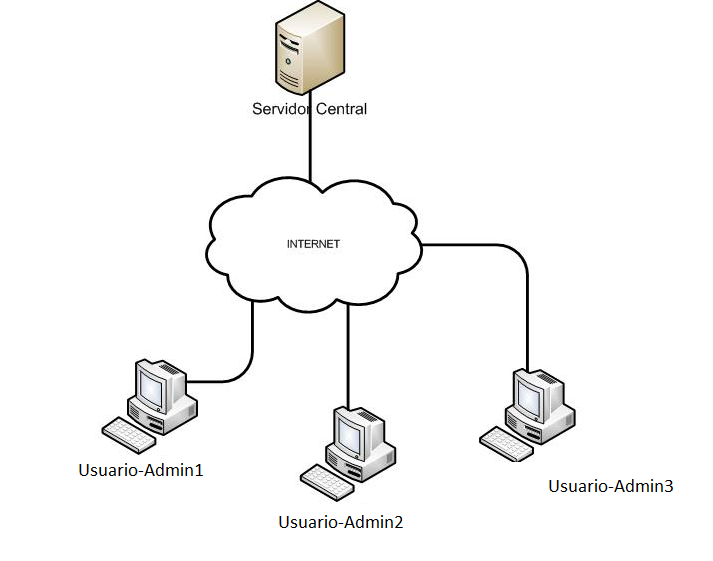 Servidor Central
INTERNET
Usuario-Admin1
Usuario-Admin3
Usuario-Admin2